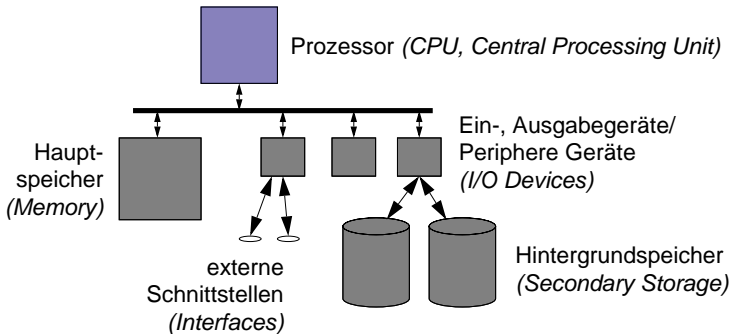 Prozessor (CPU, Central Processing Unit)
Haupt-
speicher
(Memory)
Ein-, Ausgabegeräte/
Periphere Geräte
(I/O Devices)
externe
Schnittstellen
(Interfaces)
Hintergrundspeicher
(Secondary Storage)